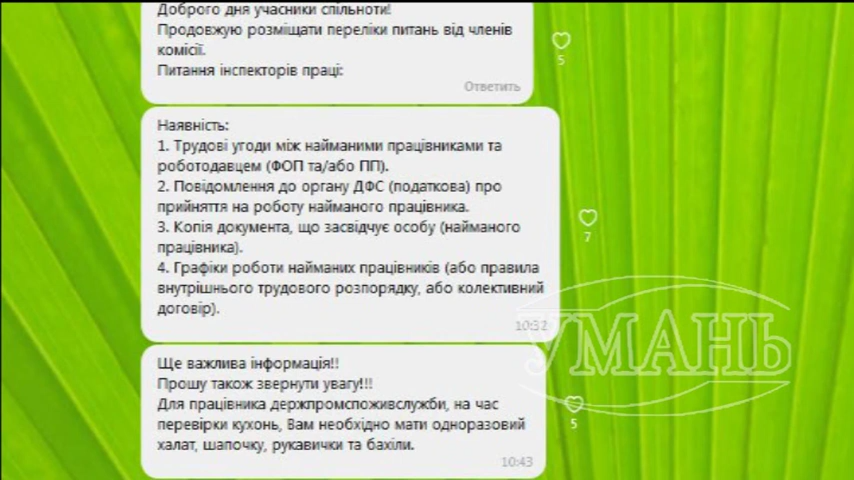 Доброго дня учасники спільноти!
Продовжую розміщати переліки питань від членів
комісії.
Питання інспекторів праці:
Ответить
5
Наявність:
1. Трудові угоди між найманими працівниками та
роботодавцем (ФОП та/або ПП).
2. Повідомлення до органу ДФС (податкова) про
прийняття на роботу найманого працівника.
3. Копія документа, що засвідчує особу (найманого
працівника).
4. Графіки роботи найманих працівників (або правила
внутрішнього трудового розпорядку, або колективний
договір).
10:32
7
УМАНЬ
Ще важлива інформація!!
Прошу також звернути увагу!!!
Для працівника держпромспоживслужби, на час
перевірки кухонь, Вам необхідно мати одноразовий
халат, шапочку, рукавички та бахіли.
10:43
5